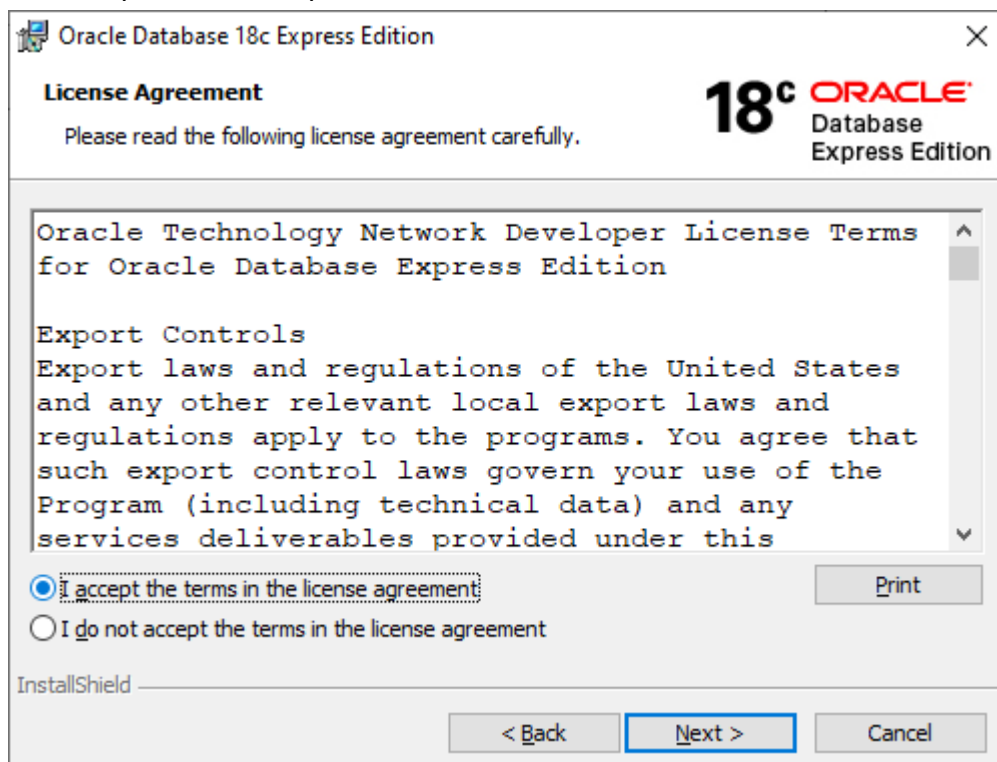 Oracle Database 18c Express Edition
License Agreement
Please read the following license agreement carefully.
18c ORACLE
Database
Express Edition
Oracle Technology Network Developer License Terms
for Oracle Database Express Edition
Export Controls
Export laws and regulations of the United States
and any other relevant local export laws and
regulations apply to the programs. You agree that
such export control laws govern your use of the
Program (including technical data) and any
services deliverables provided under this
I accept the terms in the license agreement
Print
I do not accept the terms in the license agreement
InstallShield
< Back
Next >
Cancel